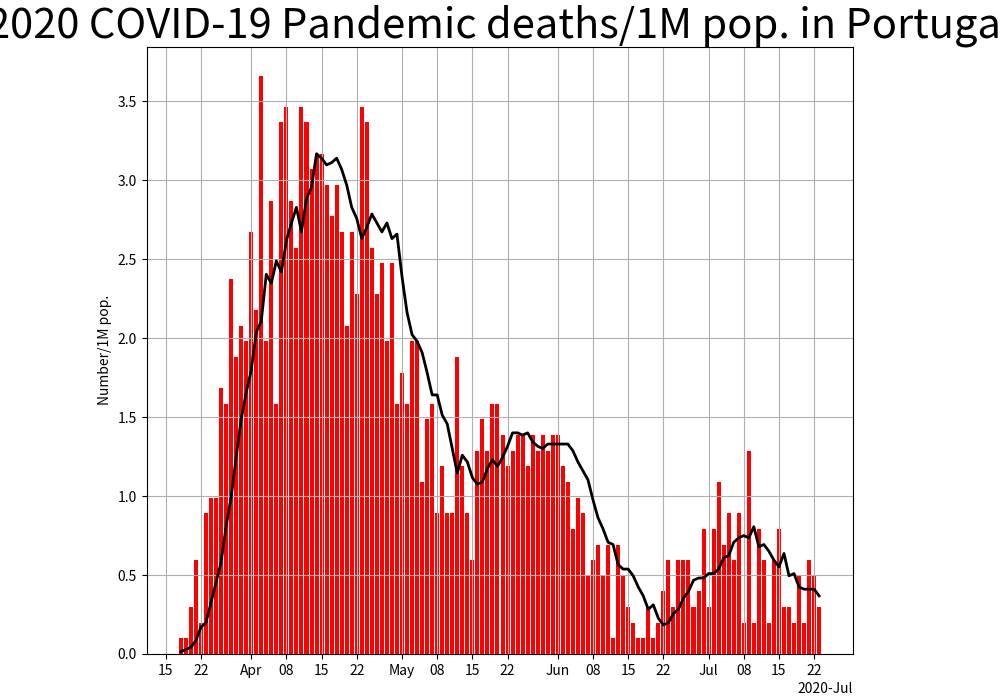 2020 COVID-19 Pandemic deaths/1M pop. in Portuga
Number/1M pop.
3.5
3.0
2.5
2.0
1.5
1.0
0.5
0.0
15 22 Apr 08 15 22 May 08 15 22 Jun 08 15 22 Jul 08 15 22
2020-Jul